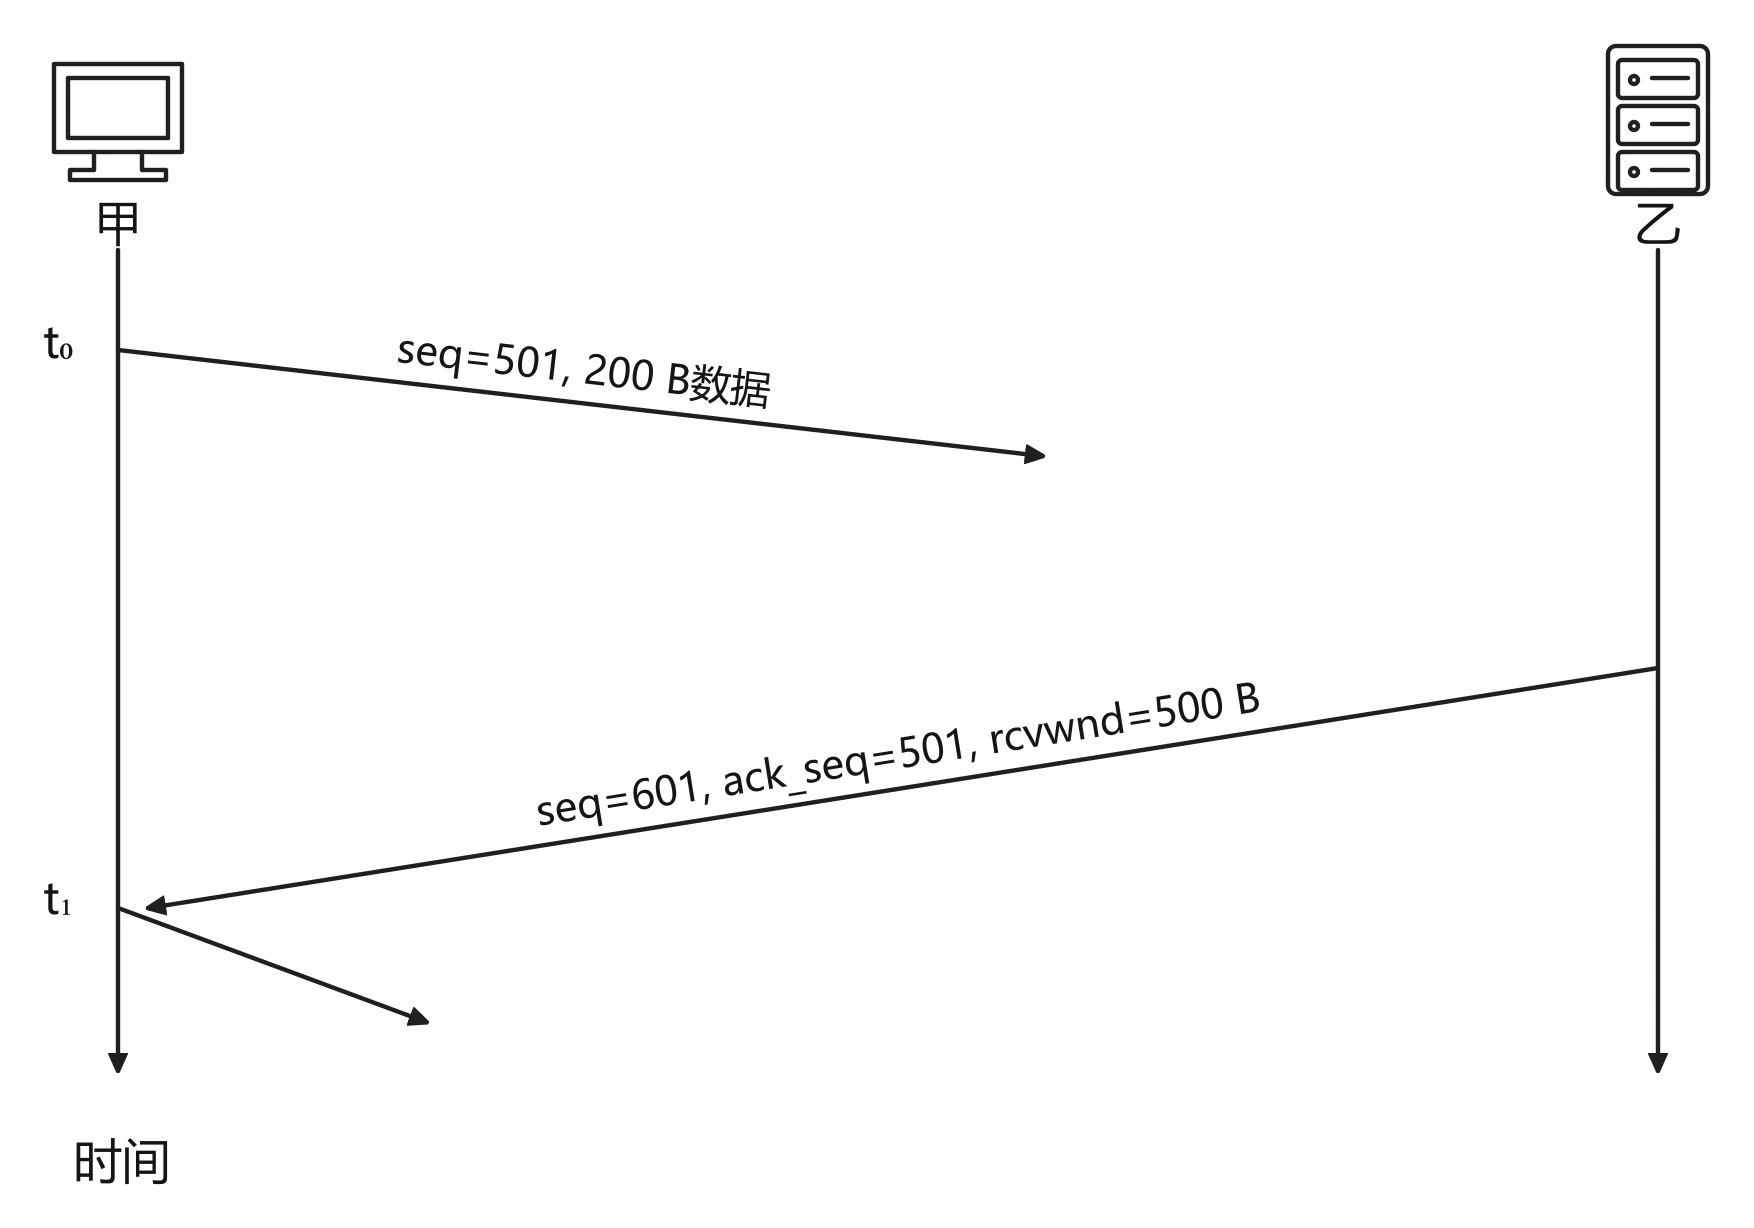 甲
乙
t₀
seq=501, 200 B数据
seq=601, ack_seq=501, rcvwnd=500 B
t₁
时间